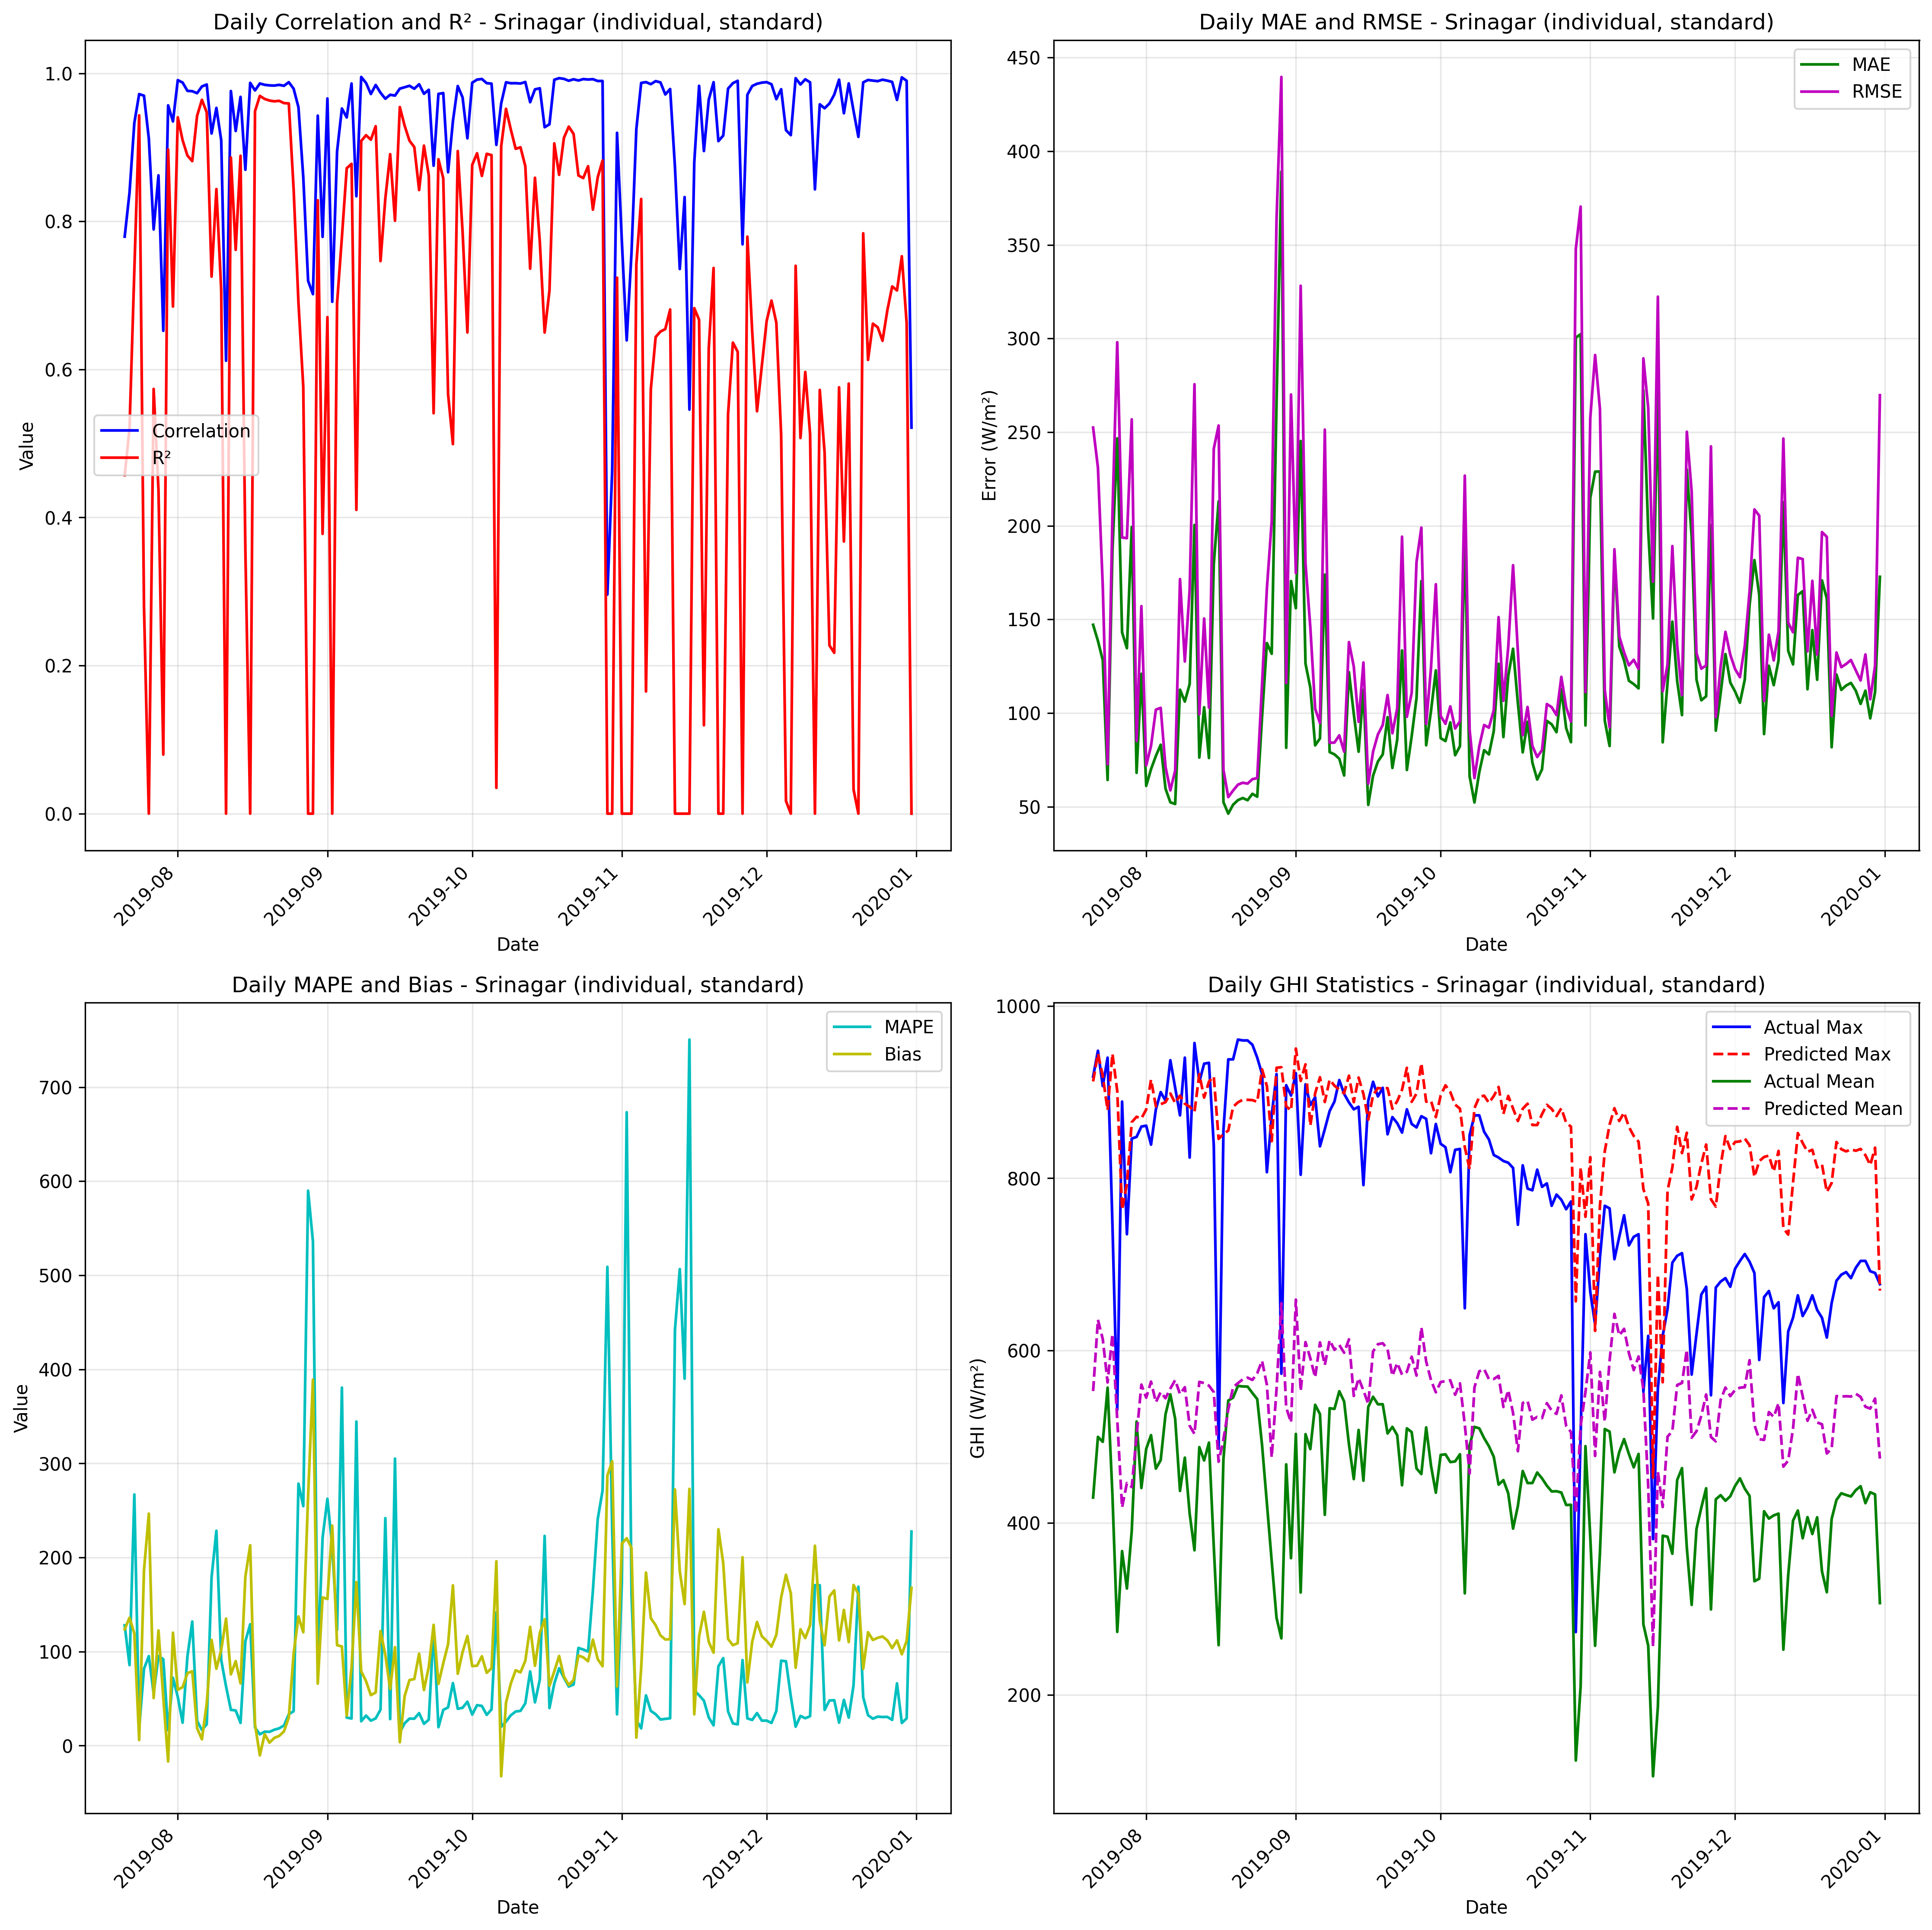 Daily Correlation and R² - Srinagar (individual, standard)
Value
1.0
0.8
0.6
0.4
0.2
0.0
Correlation
R²
2019-08
2019-09
2019-10
2019-11
2019-12
2020-01
Date
Daily MAE and RMSE - Srinagar (individual, standard)
Error (W/m²)
450
400
350
300
250
200
150
100
50
MAE
RMSE
2019-08
2019-09
2019-10
2019-11
2019-12
2020-01
Date
Daily MAPE and Bias - Srinagar (individual, standard)
Value
700
600
500
400
300
200
100
0
MAPE
Bias
2019-08
2019-09
2019-10
2019-11
2019-12
2020-01
Date
Daily GHI Statistics - Srinagar (individual, standard)
GHI (W/m²)
1000
800
600
400
200
Actual Max
Predicted Max
Actual Mean
Predicted Mean
2019-08
2019-09
2019-10
2019-11
2019-12
2020-01
Date